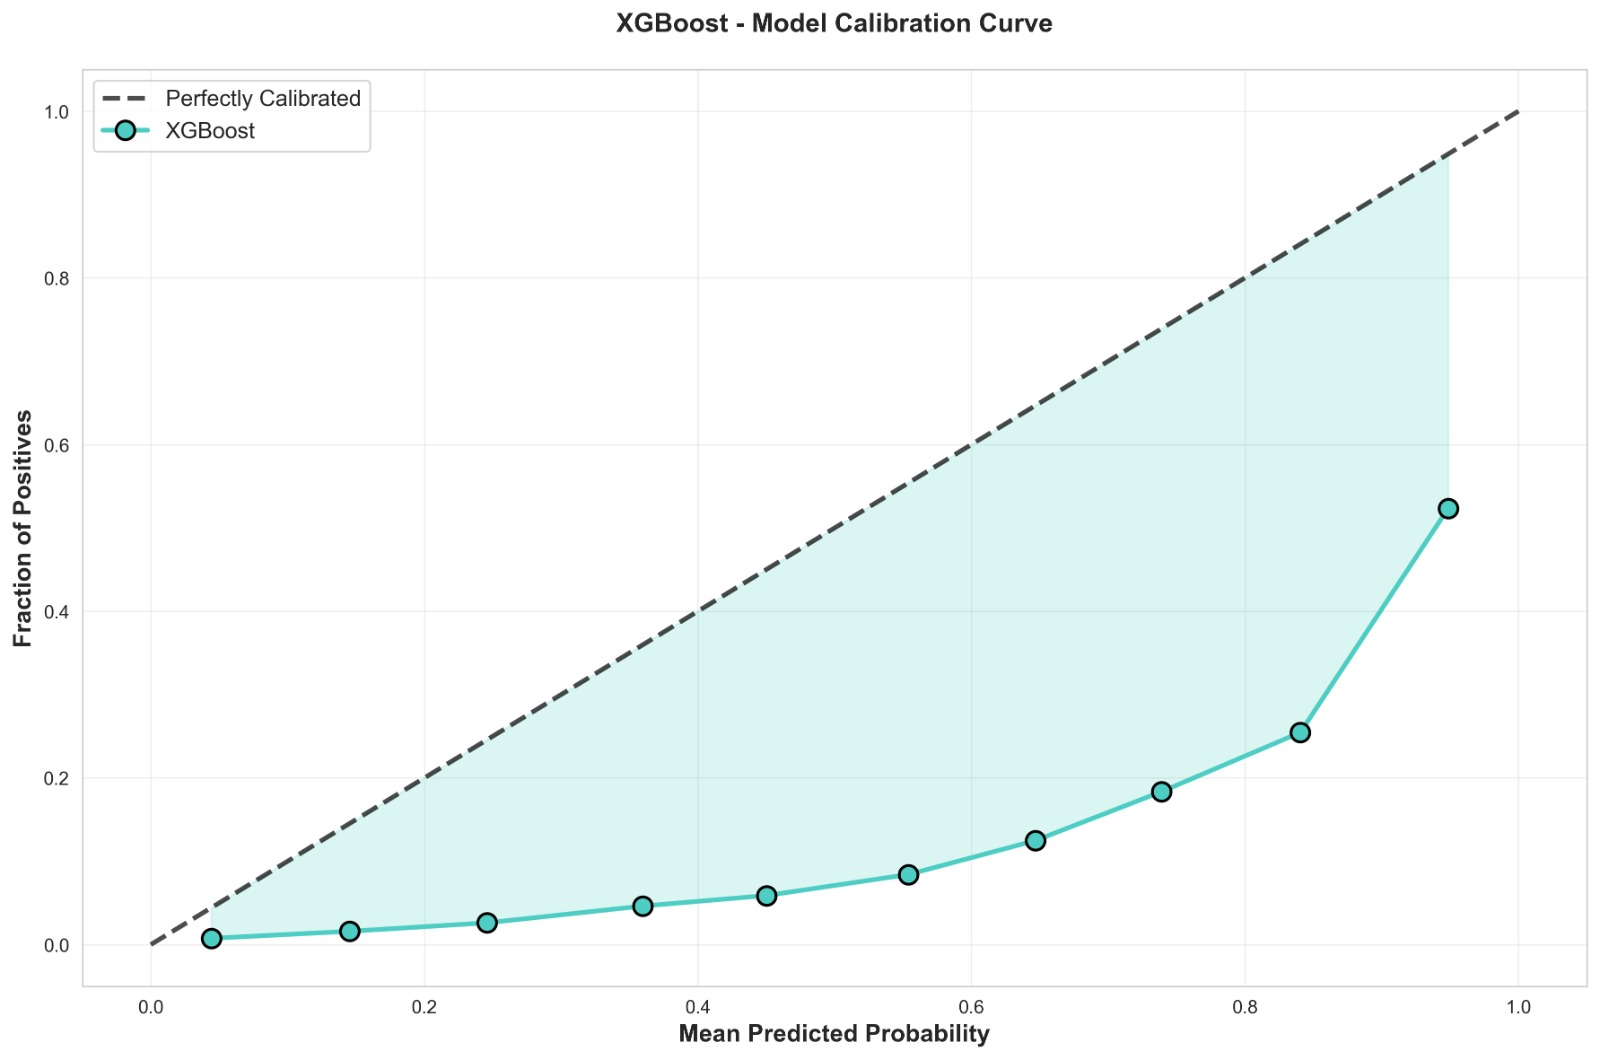 XGBoost - Model Calibration Curve
Perfectly Calibrated
XGBoost
Fraction of Positives
1.0
0.8
0.6
0.4
0.2
0.0
0.0 0.2 0.4 0.6 0.8 1.0
Mean Predicted Probability